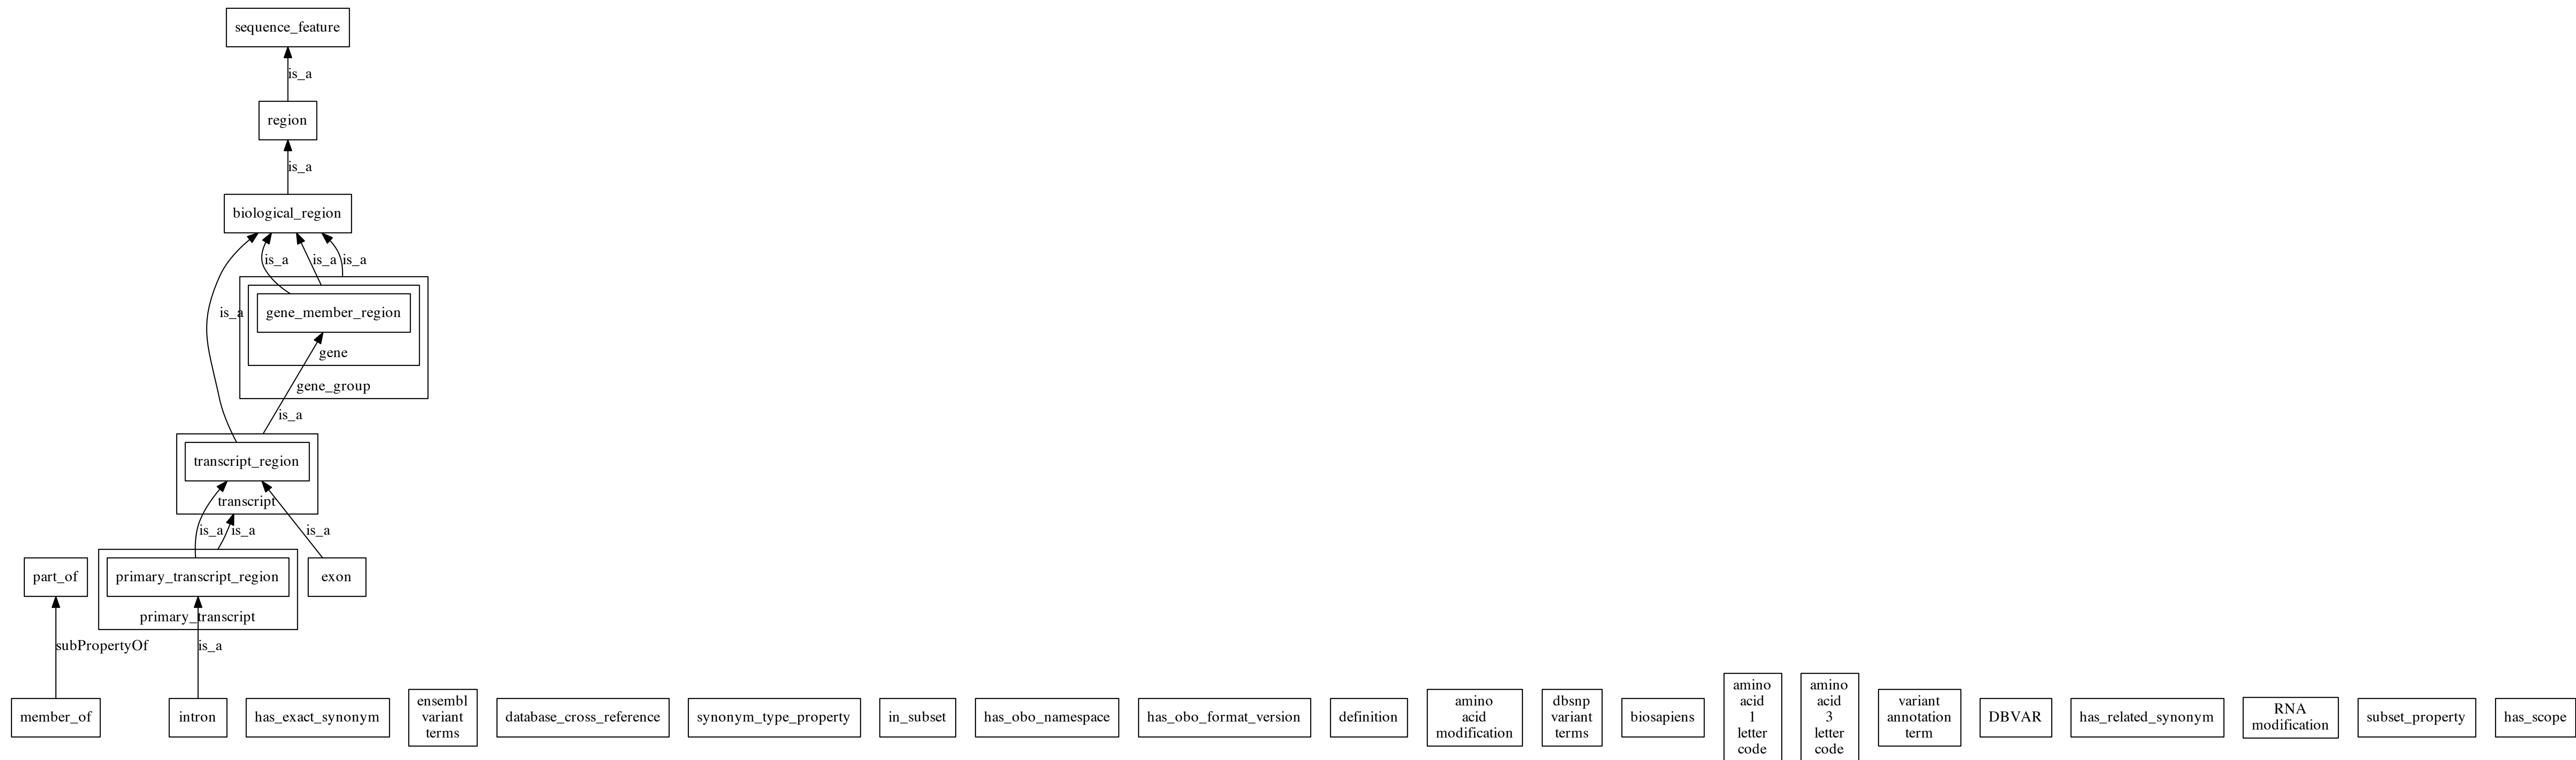 sequence_feature
is_a
region
is_a
biological_region
is_a
is_a
is_a
is_a
gene_member_region
gene
gene_group
is_a
transcript_region
transcript
is_a
is_a
is_a
part_of
primary_transcript_region
exon
primary_transcript
subPropertyOf
is_a
member_of
intron
has_exact_synonym
ensembl
variant
terms
database_cross_reference
synonym_type_property
in_subset
has_obo_namespace
has_obo_format_version
definition
amino
acid
modification
dbsnp
variant
terms
biosapiens
amino
acid
1
letter
code
amino
acid
3
letter
code
variant
annotation
term
DBVAR
has_related_synonym
RNA
modification
subset_property
has_scope